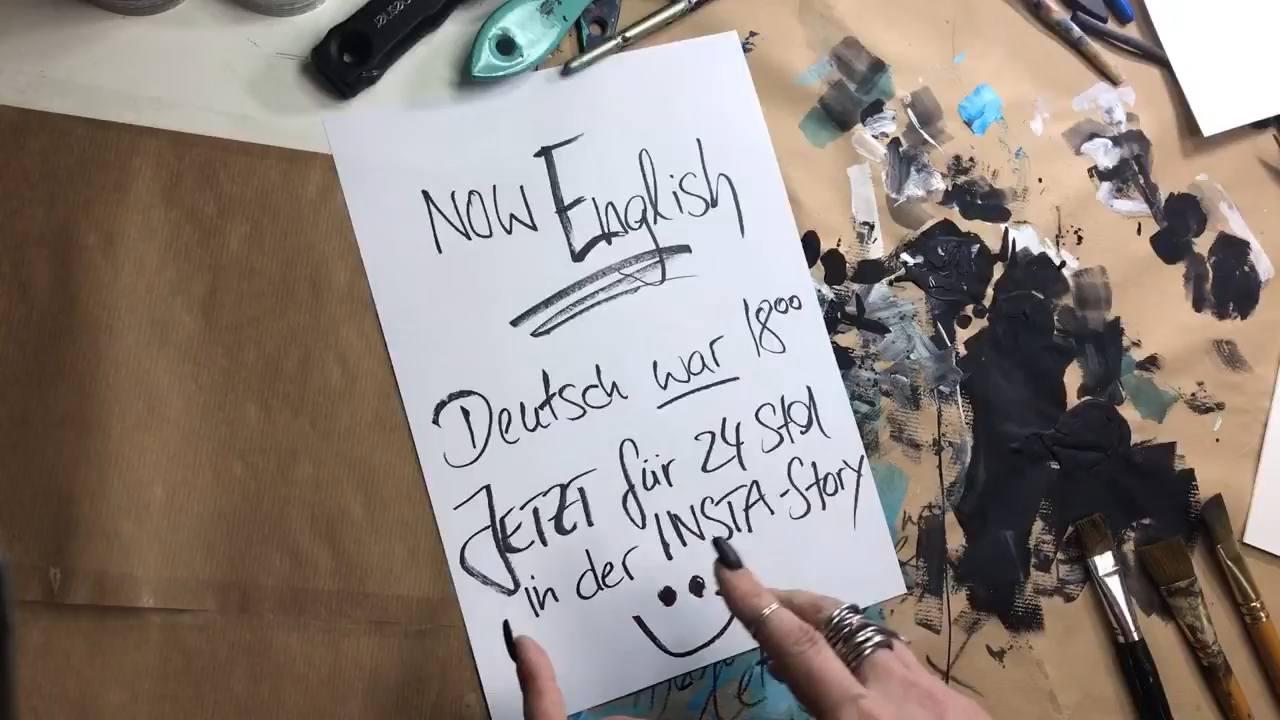 NOW English
Deutsch war 18⁰⁰
JETZT für 24 Std
in der INSTA-Story